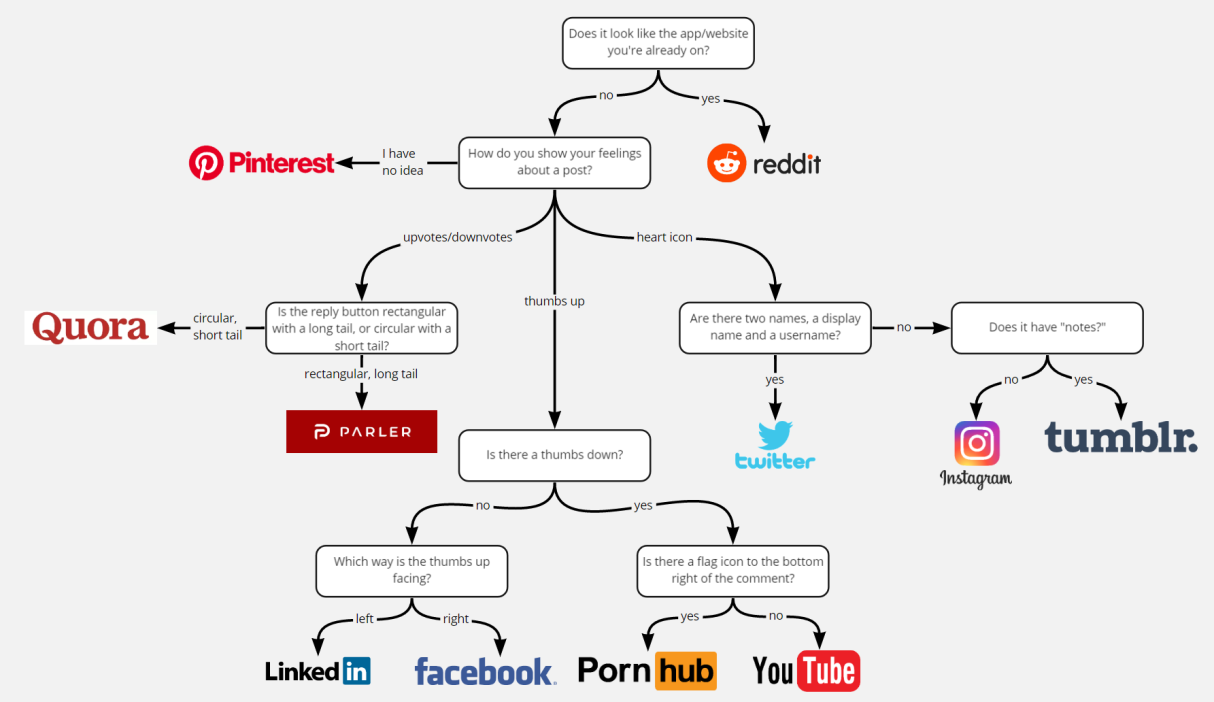 Does it look like the app/website
you're already on?
no
yes
Pinterest
I have
no idea
How do you show your feelings
about a post?
reddit
upvotes/downvotes
heart icon
thumbs up
Quora
circular,
short tail
Is the reply button rectangular
with a long tail, or circular with a
short tail?
Are there two names, a display
name and a username?
no
Does it have "notes?"
rectangular, long tail
yes
no
yes
PARLER
twitter
Instagram
tumblr.
Is there a thumbs down?
no
yes
Which way is the thumbs up
facing?
Is there a flag icon to the bottom
right of the comment?
left
right
yes
no
Linked in
facebook.
Porn hub
You Tube